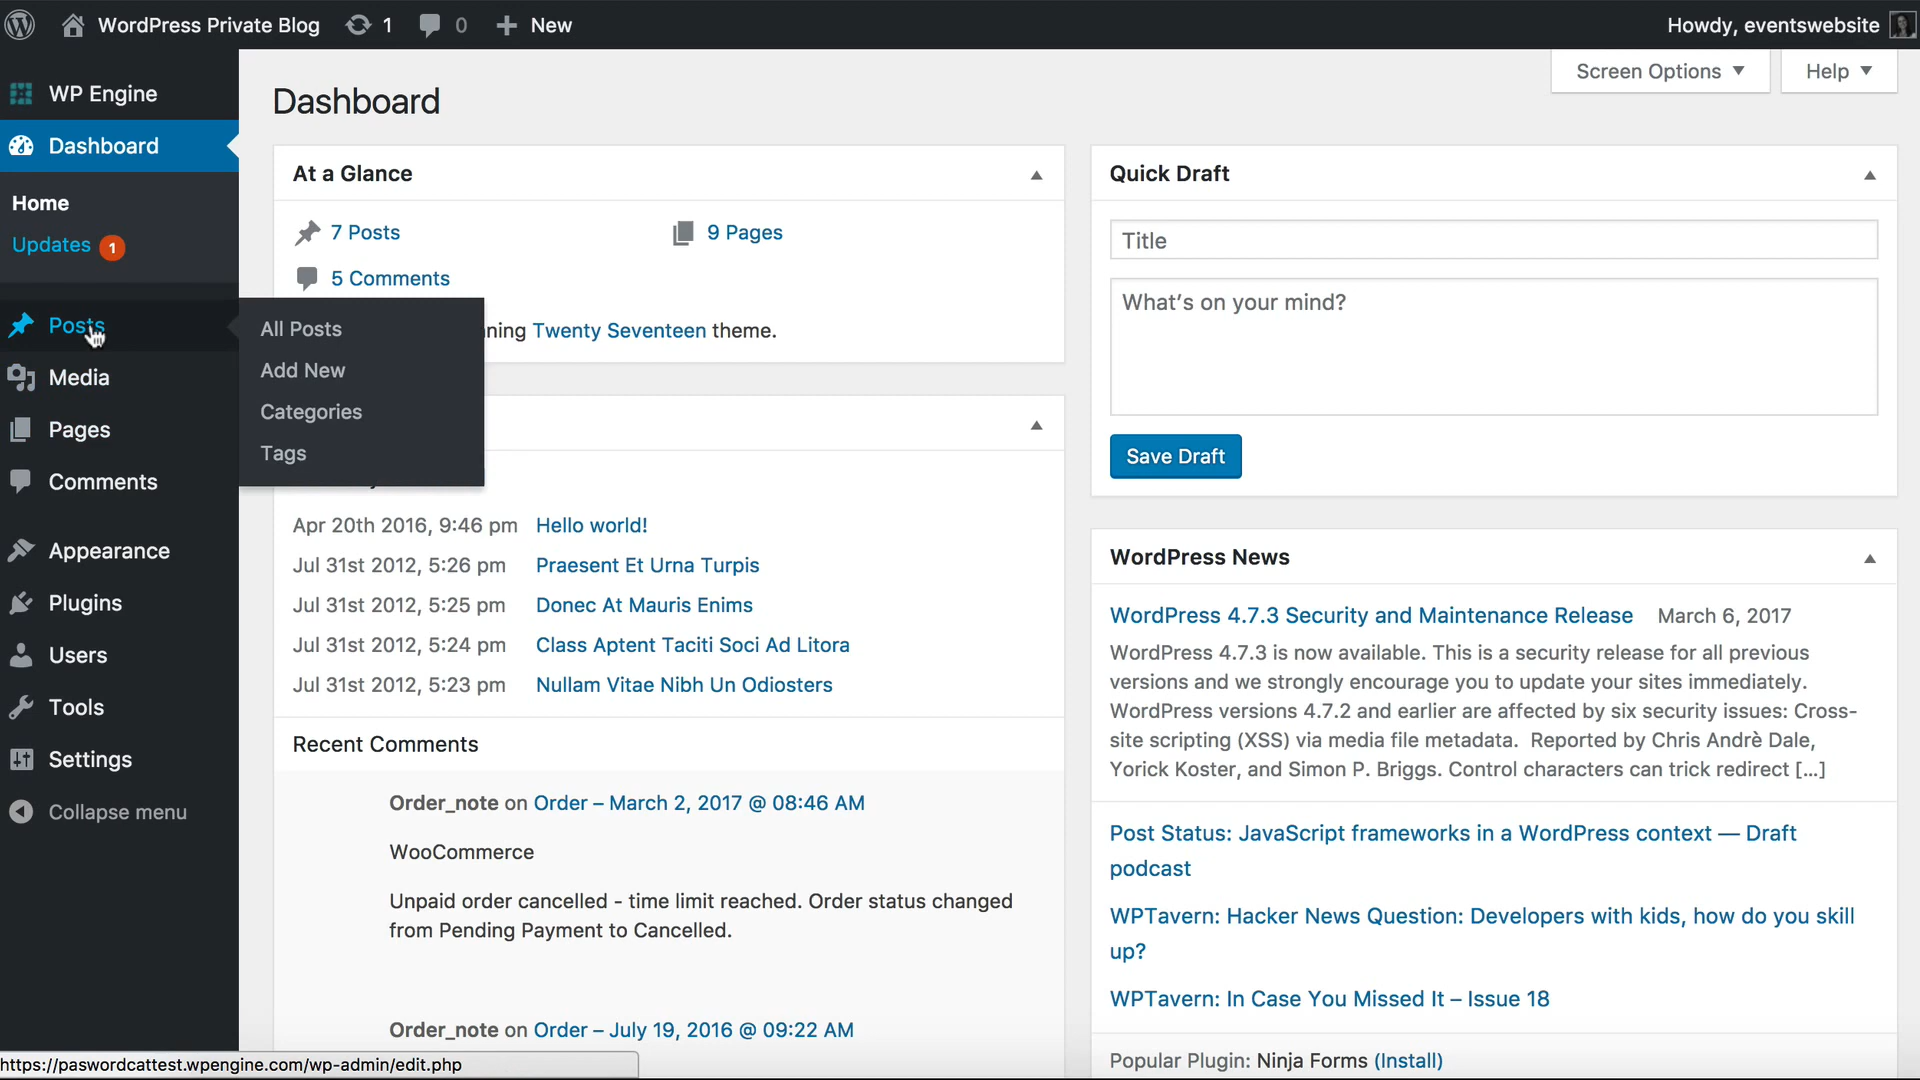 WordPress Private Blog 1 0 New
Howdy, eventswebsite
WP Engine
Dashboard
Home
Updates 1
Posts
Media
Pages
Comments
Appearance
Plugins
Users
Tools
Settings
Collapse menu
All Posts
Add New
Categories
Tags
Screen Options Help
Dashboard
At a Glance
7 Posts 9 Pages
5 Comments
Twenty Seventeen theme.
Apr 20th 2016, 9:46 pm Hello world!
Jul 31st 2012, 5:26 pm Praesent Et Urna Turpis
Jul 31st 2012, 5:25 pm Donec At Mauris Enims
Jul 31st 2012, 5:24 pm Class Aptent Taciti Soci Ad Litora
Jul 31st 2012, 5:23 pm Nullam Vitae Nibh Un Odiosters
Recent Comments
Order_note on Order – March 2, 2017 @ 08:46 AM
WooCommerce
Unpaid order cancelled - time limit reached. Order status changed
from Pending Payment to Cancelled.
Order_note on Order – July 19, 2016 @ 09:22 AM
Quick Draft
Title
What's on your mind?
Save Draft
WordPress News
WordPress 4.7.3 Security and Maintenance Release March 6, 2017
WordPress 4.7.3 is now available. This is a security release for all previous
versions and we strongly encourage you to update your sites immediately.
WordPress versions 4.7.2 and earlier are affected by six security issues: Cross-
site scripting (XSS) via media file metadata.  Reported by Chris Andrè Dale,
Yorick Koster, and Simon P. Briggs. Control characters can trick redirect […]
Post Status: JavaScript frameworks in a WordPress context — Draft
podcast
WPTavern: Hacker News Question: Developers with kids, how do you skill
up?
WPTavern: In Case You Missed It – Issue 18
Popular Plugin: Ninja Forms (Install)
https://paswordcattest.wpengine.com/wp-admin/edit.php